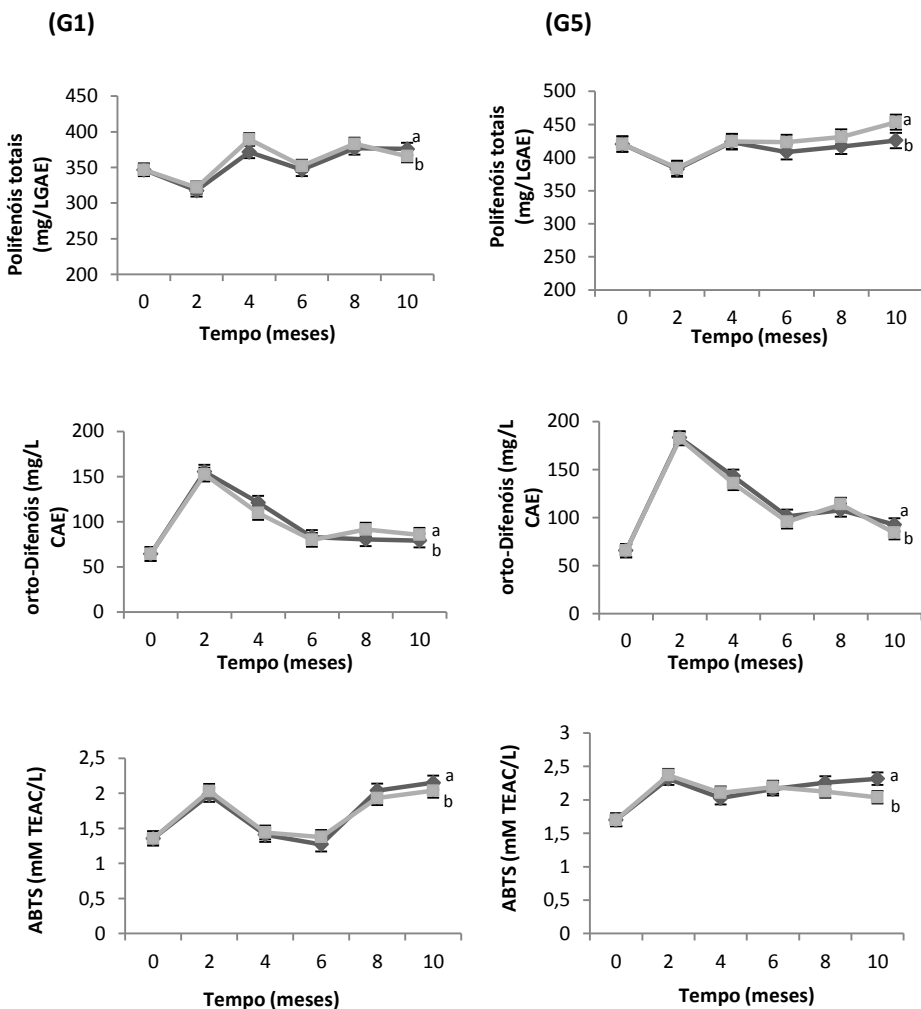 (G1)
(G5)
Polifenóis totais
(mg/LGAE)
450
400
350
300
250
200
a
b
0 2 4 6 8 10
Tempo (meses)
Polifenóis totais
(mg/LGAE)
500
450
400
350
300
250
200
a
b
0 2 4 6 8 10
Tempo (meses)
orto-Difenóis (mg/L
CAE)
200
150
100
50
0
a
b
0 2 4 6 8 10
Tempo (meses)
orto-Difenóis (mg/L
CAE)
200
150
100
50
0
a
b
0 2 4 6 8 10
Tempo (meses)
ABTS (mM TEAC/L)
2,5
2
1,5
1
0,5
0
a
b
0 2 4 6 8 10
Tempo (meses)
ABTS (mM TEAC/L)
3
2,5
2
1,5
1
0,5
0
a
b
0 2 4 6 8 10
Tempo (meses)